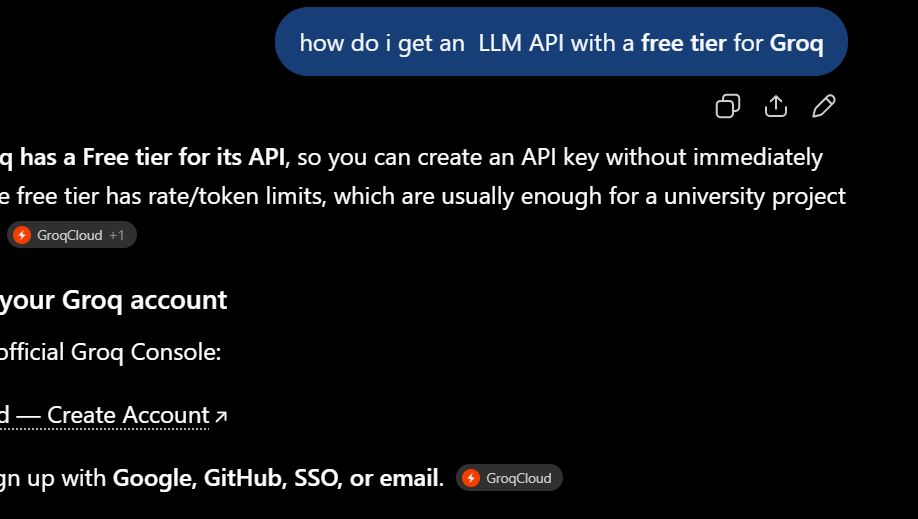 how do i get an LLM API with a free tier for Groq
q has a Free tier for its API, so you can create an API key without immediately
e free tier has rate/token limits, which are usually enough for a university project
GroqCloud +1
your Groq account
official Groq Console:
d — Create Account ↗
gn up with Google, GitHub, SSO, or email. GroqCloud